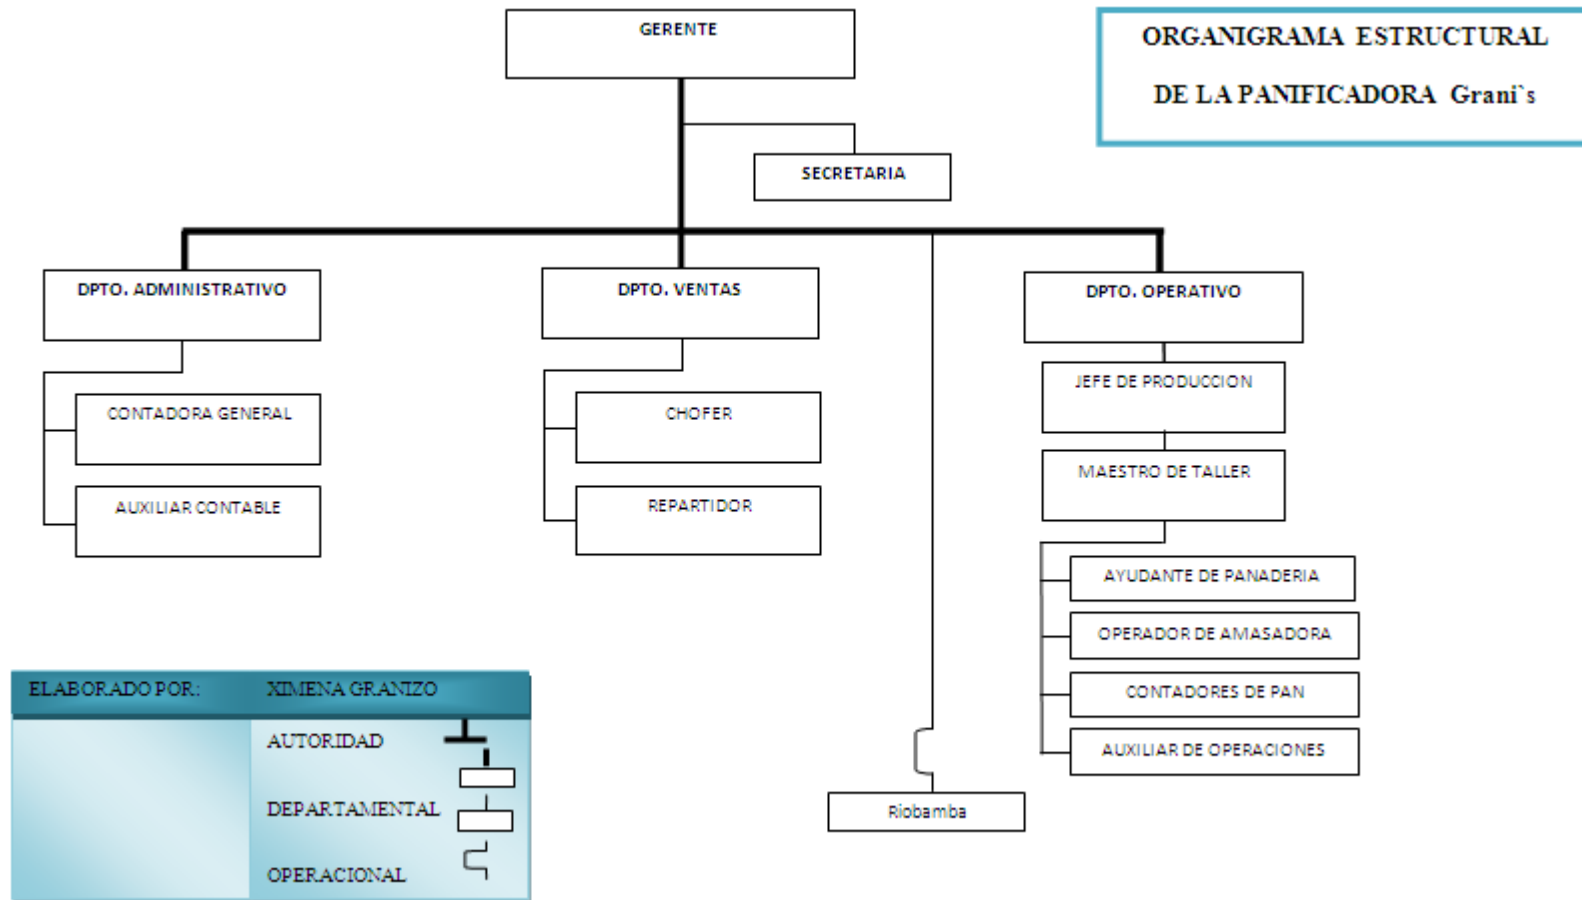 GERENTE
ORGANIGRAMA ESTRUCTURAL
DE LA PANIFICADORA Grani`s
SECRETARIA
DPTO. ADMINISTRATIVO
DPTO. VENTAS
DPTO. OPERATIVO
CONTADORA GENERAL
AUXILIAR CONTABLE
CHOFER
REPARTIDOR
JEFE DE PRODUCCION
MAESTRO DE TALLER
AYUDANTE DE PANADERIA
OPERADOR DE AMASADORA
CONTADORES DE PAN
AUXILIAR DE OPERACIONES
Riobamba
ELABORADO POR: XIMENA GRANIZO
AUTORIDAD
DEPARTAMENTAL
OPERACIONAL